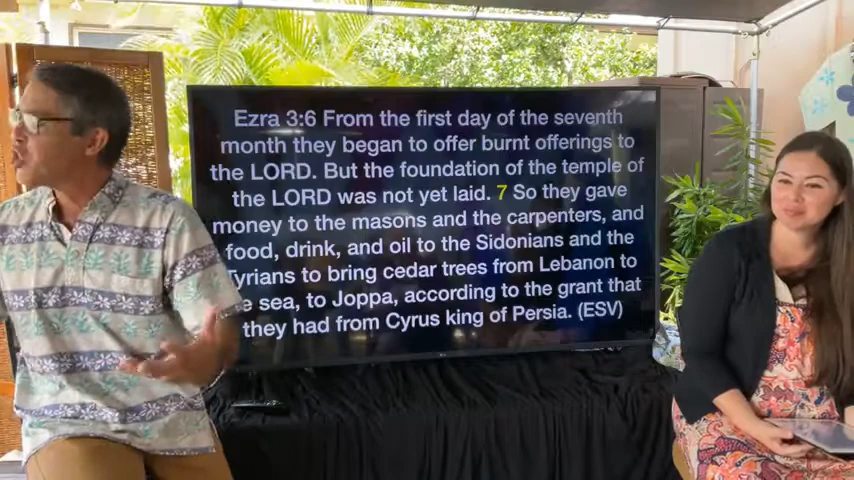 Ezra 3:6 From the first day of the seventh
month they began to offer burnt offerings to
the LORD. But the foundation of the temple of
the LORD was not yet laid. 7 So they gave
money to the masons and the carpenters, and
food, drink, and oil to the Sidonians and the
Tyrians to bring cedar trees from Lebanon to
sea, to Joppa, according to the grant that
they had from Cyrus king of Persia. (ESV)